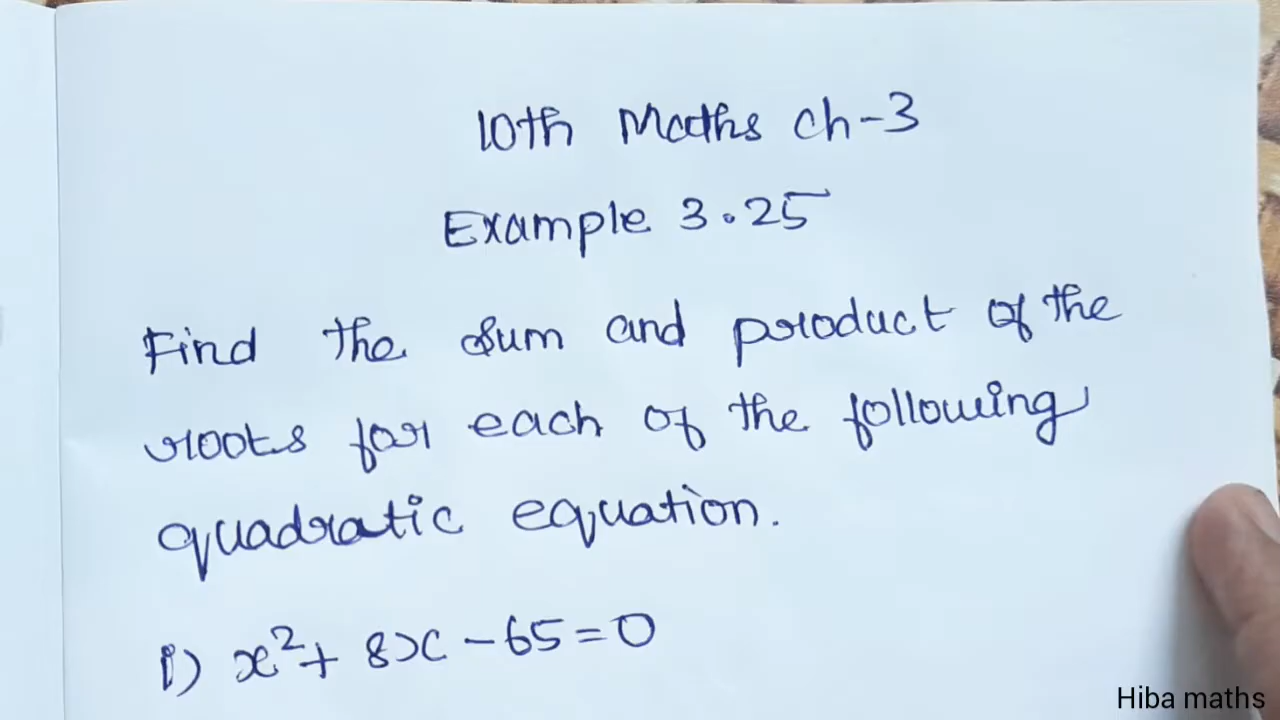 10th Maths Ch-3
Example 3.25
Find the sum and product of the
roots for each of the following
quadratic equation.
i) x²+ 8x - 65 = 0
Hiba maths